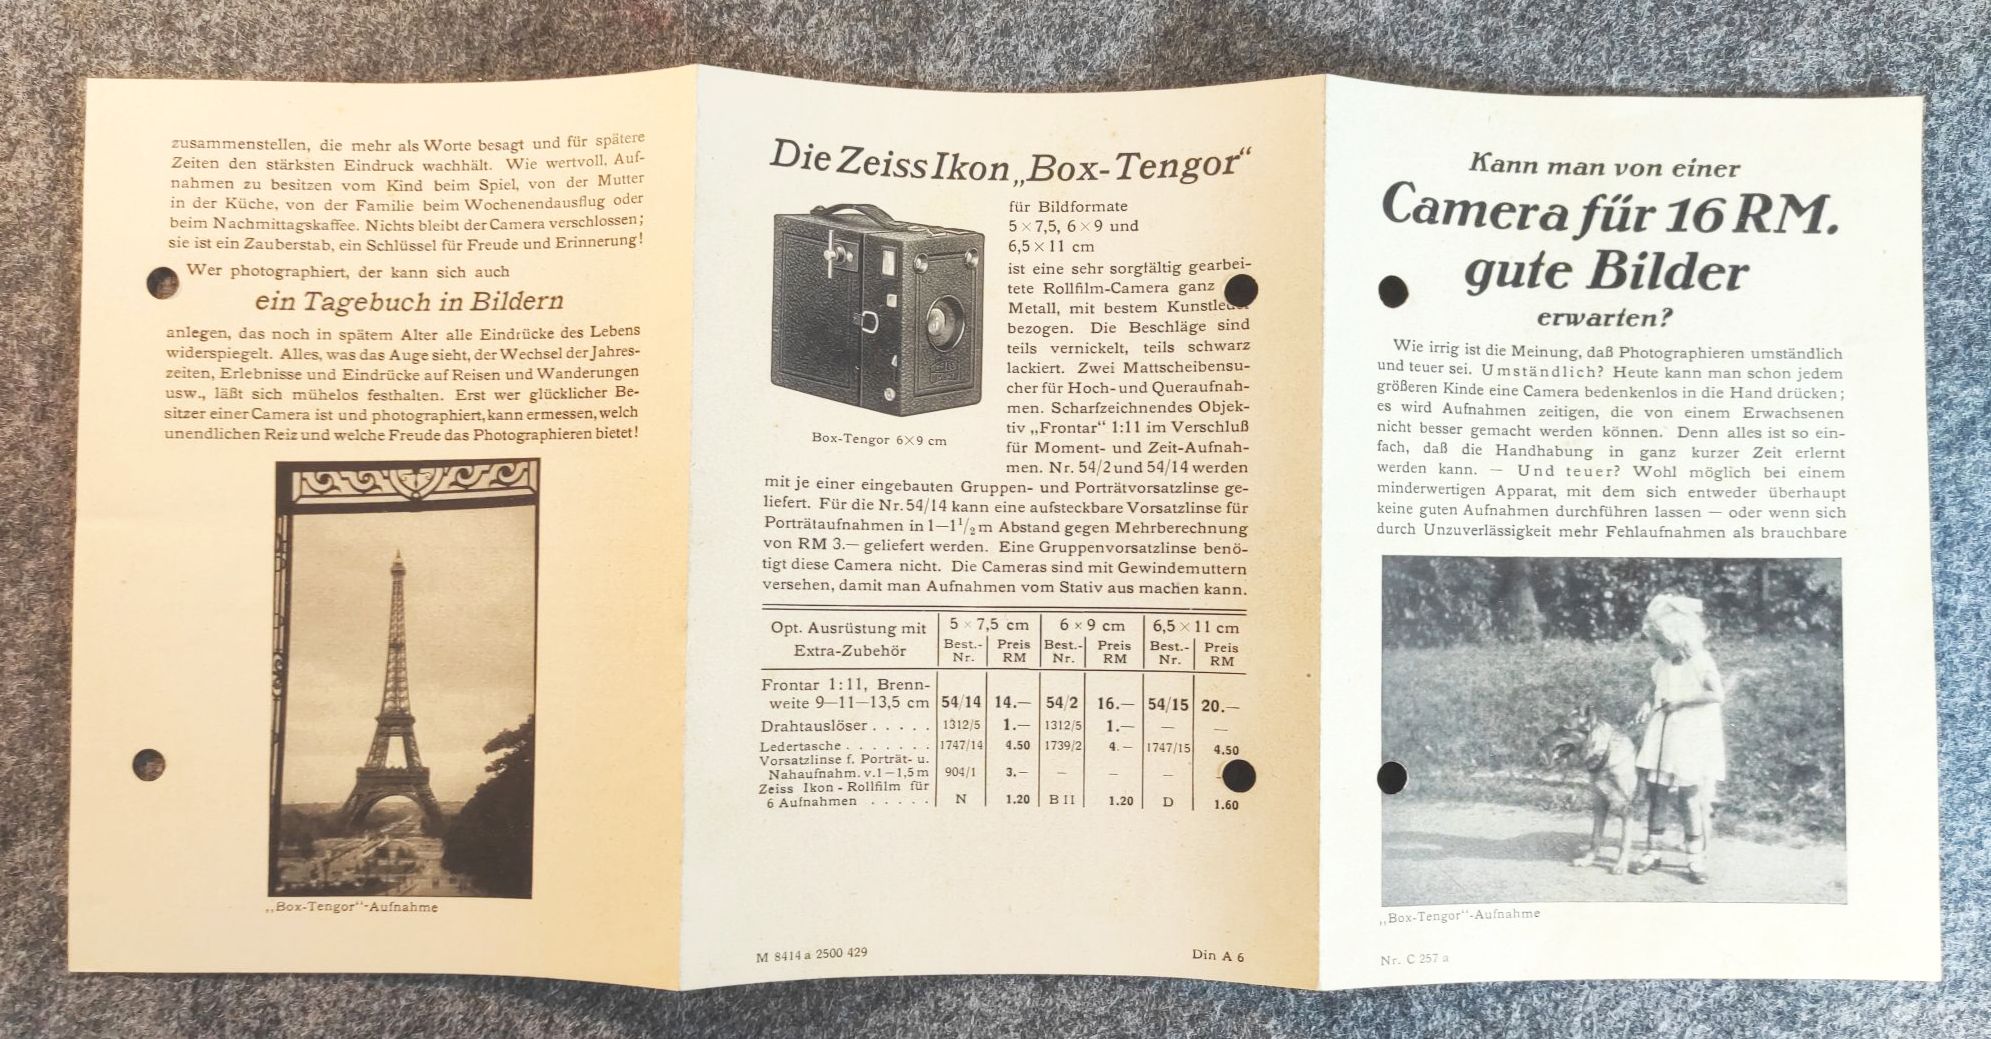 zusammenstellen, die mehr als Worte besagt und für spätere
Zeiten den stärksten Eindruck wachhält. Wie wertvoll, Auf-
nahmen zu besitzen vom Kind beim Spiel, von der Mutter
in der Küche, von der Familie beim Wochenendausflug oder
beim Nachmittagskaffee. Nichts bleibt der Camera verschlossen;
sie ist ein Zauberstab, ein Schlüssel für Freude und Erinnerung!
Wer photographiert, der kann sich auch
ein Tagebuch in Bildern
anlegen, das noch in spätem Alter alle Eindrücke des Lebens
widerspiegelt. Alles, was das Auge sieht, der Wechsel der Jahres-
zeiten, Erlebnisse und Eindrücke auf Reisen und Wanderungen
usw., läßt sich mühelos festhalten. Erst wer glücklicher Be-
sitzer einer Camera ist und photographiert, kann ermessen, welch
unendlichen Reiz und welche Freude das Photographieren bietet!
„Box-Tengor“-Aufnahme
Die Zeiss Ikon „Box-Tengor“
für Bildformate
5 × 7,5, 6 × 9 und
6,5 × 11 cm
ist eine sehr sorgfältig gearbei-
tete Rollfilm-Camera ganz
Metall, mit bestem Kunstleder
bezogen. Die Beschläge sind
teils vernickelt, teils schwarz
lackiert. Zwei Mattscheibensu-
cher für Hoch- und Queraufnah-
men. Scharfzeichnendes Objek-
tiv „Frontar“ 1:11 im Verschluß
für Moment- und Zeit-Aufnah-
men. Nr. 54/2 und 54/14 werden
Box-Tengor 6×9 cm
mit je einer eingebauten Gruppen- und Porträtvorsatzlinse ge-
liefert. Für die Nr. 54/14 kann eine aufsteckbare Vorsatzlinse für
Porträtaufnahmen in 1—1 1/2 m Abstand gegen Mehrberechnung
von RM 3.— geliefert werden. Eine Gruppenvorsatzlinse benö-
tigt diese Camera nicht. Die Cameras sind mit Gewindemuttern
versehen, damit man Aufnahmen vom Stativ aus machen kann.
Opt. Ausrüstung mit 5 × 7,5 cm 6 × 9 cm 6,5 × 11 cm
Extra-Zubehör Best.- Preis Best.- Preis Best.- Preis
Nr. RM Nr. RM Nr. RM
Frontar 1:11, Brenn-
weite 9—11—13,5 cm 54/14 14.— 54/2 16.— 54/15 20.—
Drahtauslöser . . . . . 1312/5 1.— 1312/5 1.— — —
Ledertasche . . . . . . . 1747/14 4.50 1739/2 4.— 1747/15 4.50
Vorsatzlinse f. Porträt- u.
Nahaufnahm. v. 1—1,5 m 904/1 3.— — — —
Zeiss Ikon - Rollfilm für
6 Aufnahmen . . . . . N 1.20 B II 1.20 D 1.60
M 8414 a 2500 429 Din A 6
Kann man von einer
Camera für 16 RM.
gute Bilder
erwarten?
Wie irrig ist die Meinung, daß Photographieren umständlich
und teuer sei. Umständlich? Heute kann man schon jedem
größeren Kinde eine Camera bedenkenlos in die Hand drücken;
es wird Aufnahmen zeitigen, die von einem Erwachsenen
nicht besser gemacht werden können. Denn alles ist so ein-
fach, daß die Handhabung in ganz kurzer Zeit erlernt
werden kann. — Und teuer? Wohl möglich bei einem
minderwertigen Apparat, mit dem sich entweder überhaupt
keine guten Aufnahmen durchführen lassen — oder wenn sich
durch Unzuverlässigkeit mehr Fehlaufnahmen als brauchbare
„Box-Tengor“-Aufnahme
Nr. C 257 a